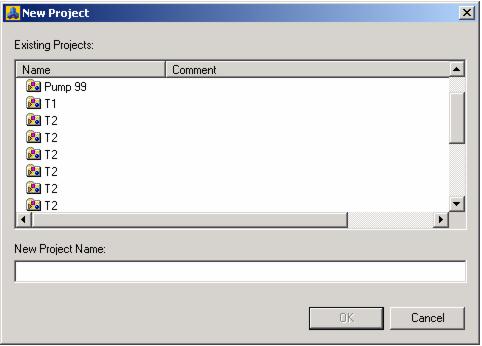 New Project
Existing Projects:
Name Comment
Pump 99
T1
T2
T2
T2
T2
T2
T2
New Project Name:
OK Cancel